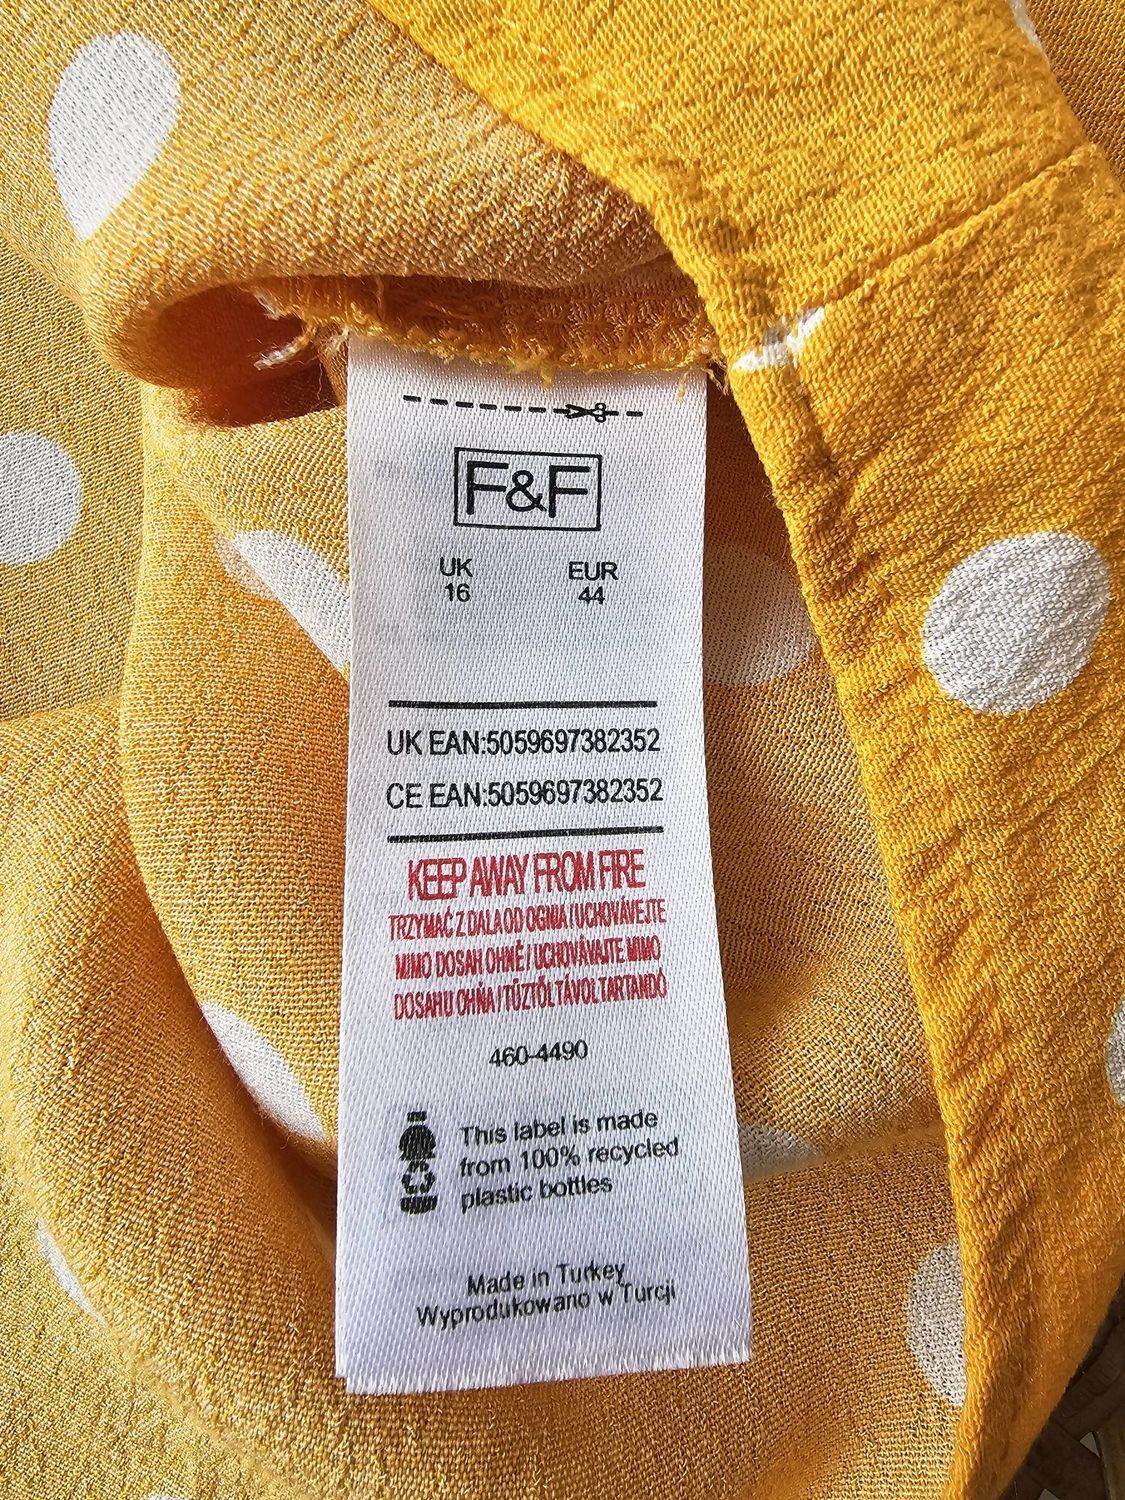 F&F
UK EUR
16 44
UK EAN:5059697382352
CE EAN:5059697382352
KEEP AWAY FROM FIRE
TRZYMAĆ Z DALA OD OGNIA / UCHOVÁVEJTE
MIMO DOSAH OHNĚ / UCHOVÁVAJTE MIMO
DOSAHU OHŇA / TŰZTŐL TÁVOL TARTANDÓ
460-4490
This label is made
from 100% recycled
plastic bottles
Made in Turkey
Wyprodukowano w Turcji